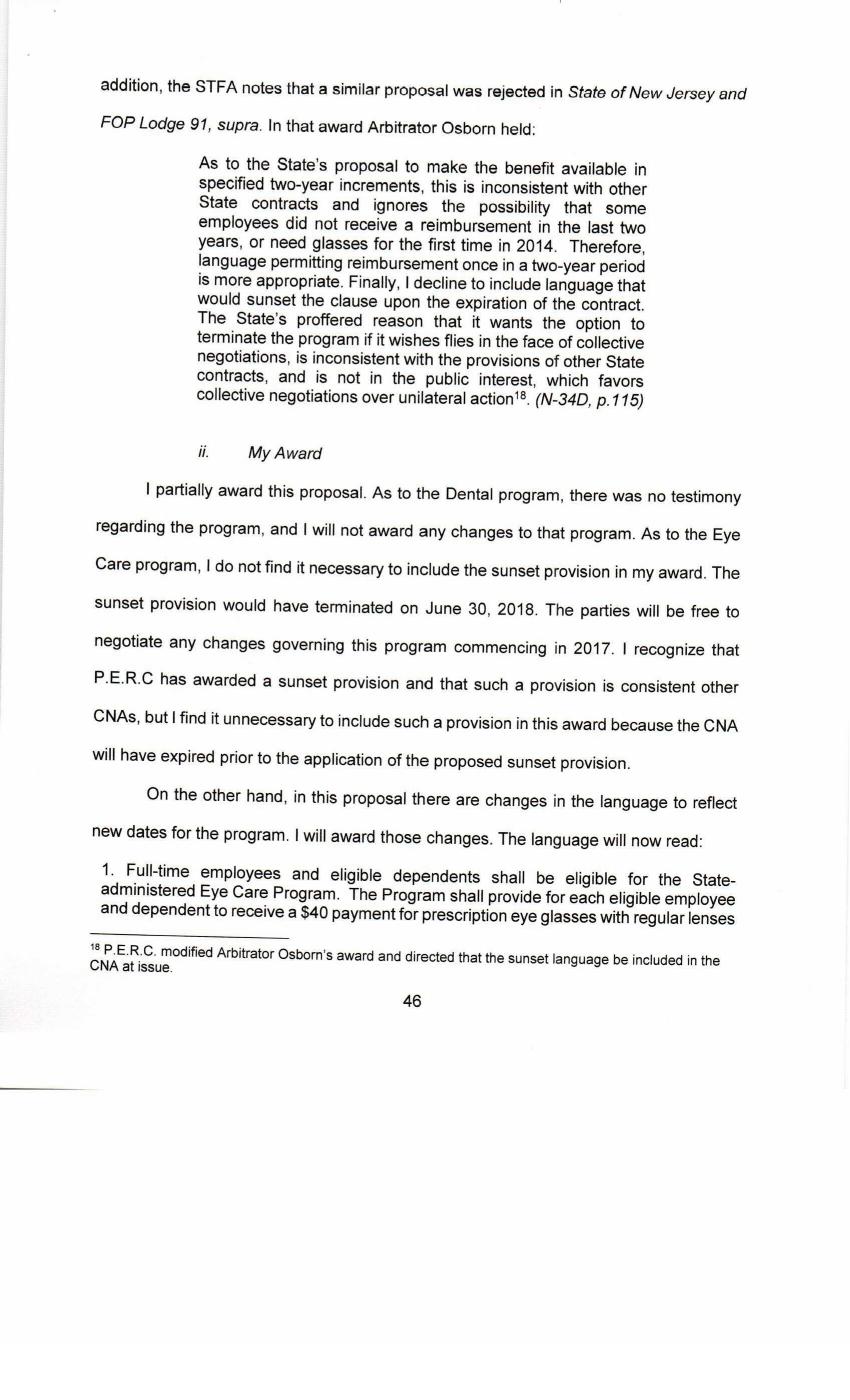 addition, the STFA notes that a similar proposal was rejected in State of New Jersey and
FOP Lodge 91, supra. In that award Arbitrator Osborn held:
As to the State's proposal to make the benefit available in
specified two-year increments, this is inconsistent with other
State contracts and ignores the possibility that some
employees did not receive a reimbursement in the last two
years, or need glasses for the first time in 2014. Therefore,
language permitting reimbursement once in a two-year period
is more appropriate. Finally, I decline to include language that
would sunset the clause upon the expiration of the contract.
The State's proffered reason that it wants the option to
terminate the program if it wishes flies in the face of collective
negotiations, is inconsistent with the provisions of other State
contracts, and is not in the public interest, which favors
collective negotiations over unilateral action18. (N-34D, p.115)
ii. My Award
I partially award this proposal. As to the Dental program, there was no testimony
regarding the program, and I will not award any changes to that program. As to the Eye
Care program, I do not find it necessary to include the sunset provision in my award. The
sunset provision would have terminated on June 30, 2018. The parties will be free to
negotiate any changes governing this program commencing in 2017. I recognize that
P.E.R.C has awarded a sunset provision and that such a provision is consistent other
CNAs, but I find it unnecessary to include such a provision in this award because the CNA
will have expired prior to the application of the proposed sunset provision.
On the other hand, in this proposal there are changes in the language to reflect
new dates for the program. I will award those changes. The language will now read:
1. Full-time employees and eligible dependents shall be eligible for the State-
administered Eye Care Program. The Program shall provide for each eligible employee
and dependent to receive a $40 payment for prescription eye glasses with regular lenses
18 P.E.R.C. modified Arbitrator Osborn's award and directed that the sunset language be included in the
CNA at issue.
46